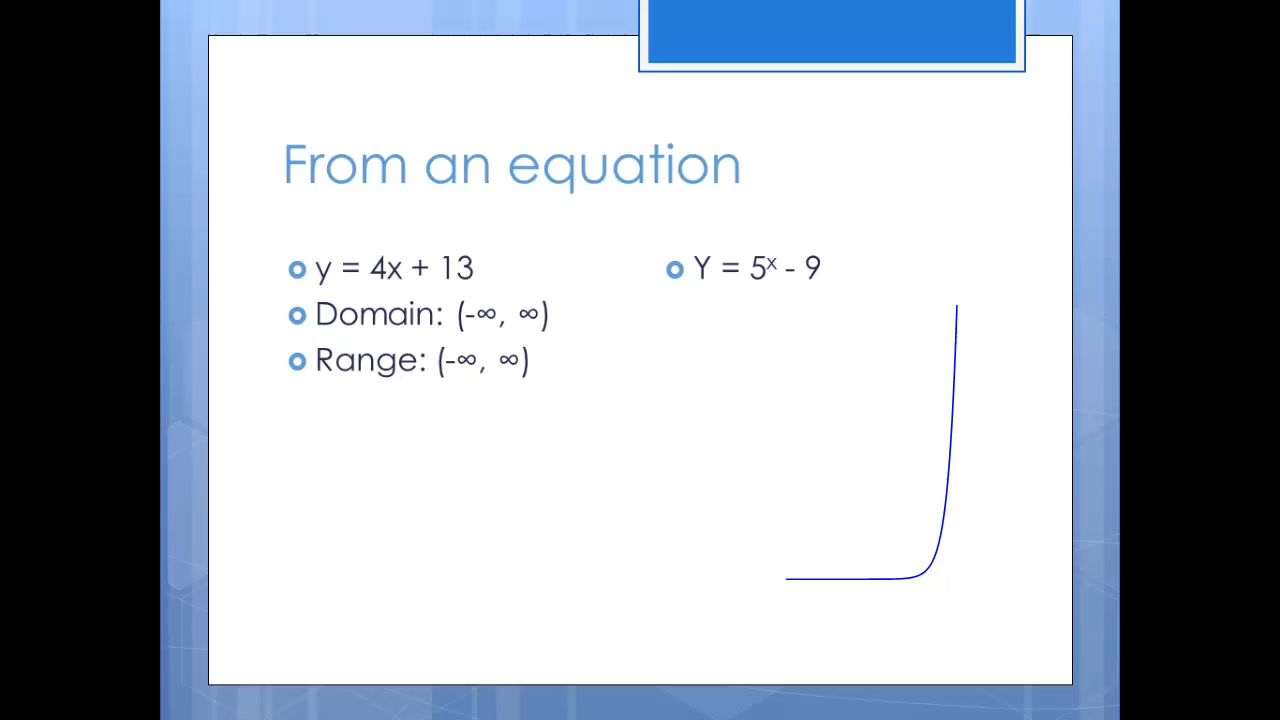 From an equation
y = 4x + 13
Domain: (-∞, ∞)
Range: (-∞, ∞)
Y = 5ˣ - 9